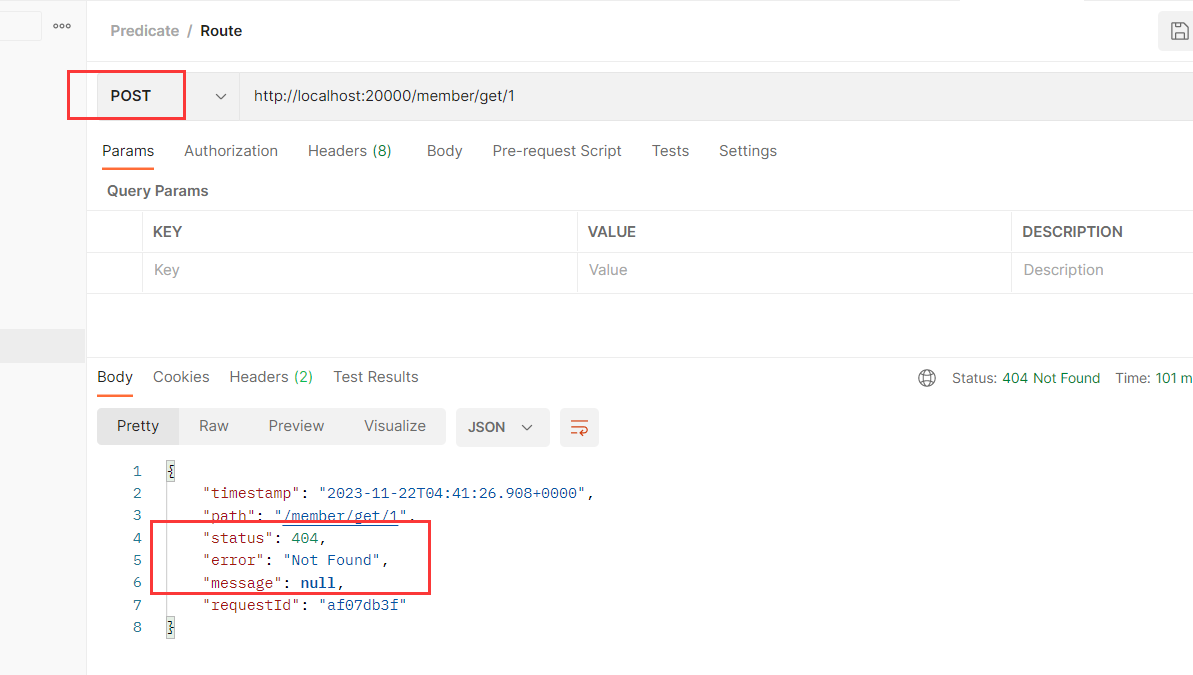 Predicate / Route
POST http://localhost:20000/member/get/1
Params Authorization Headers (8) Body Pre-request Script Tests Settings
Query Params
KEY VALUE DESCRIPTION
Key Value Description
Body Cookies Headers (2) Test Results Status: 404 Not Found Time: 101 m
Pretty Raw Preview Visualize JSON
1 {
2 "timestamp": "2023-11-22T04:41:26.908+0000",
3 "path": "/member/get/1",
4 "status": 404,
5 "error": "Not Found",
6 "message": null,
7 "requestId": "af07db3f"
8 }